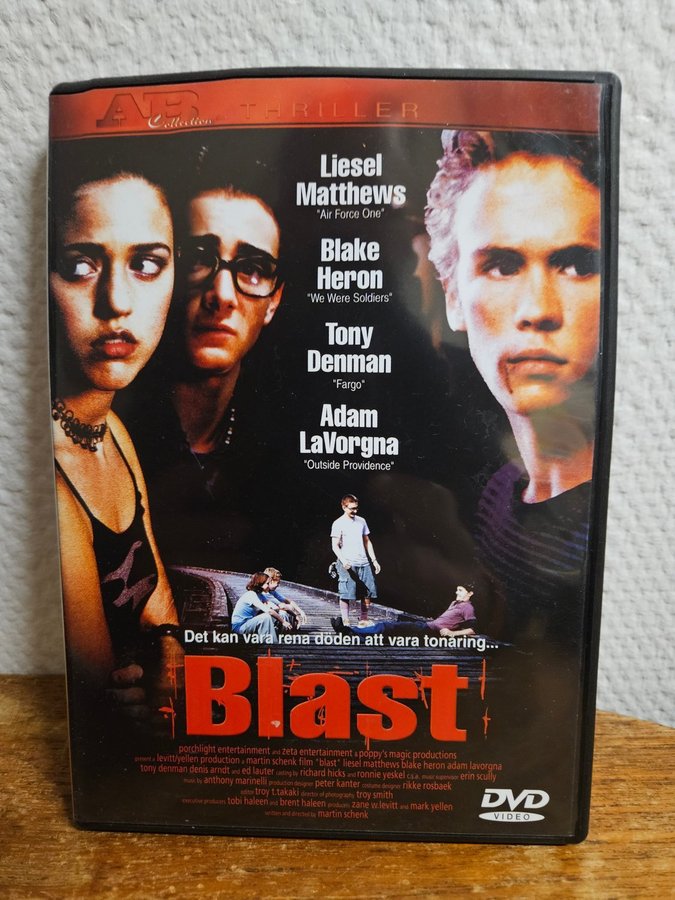 AB Collection THRILLER
Liesel
Matthews
"Air Force One"
Blake
Heron
"We Were Soldiers"
Tony
Denman
"Fargo"
Adam
LaVorgna
"Outside Providence"
Det kan vara rena döden att vara tonåring...
Blast
porchlight entertainment and zeta entertainment & poppy's magic productions
present a levitt/yellen production a martin schenk film "blast" liesel matthews blake heron adam lavorgna
tony denman denis arndt and ed lauter casting by richard hicks and ronnie yeskel c.s.a. music supervisor erin scully
music by anthony marinelli production designer peter kanter costume designer rikke rosbaek
editor troy t.takaki director of photography troy smith
executive producers tobi haleen and brent haleen producers zane w.levitt and mark yellen
written and directed by martin schenk
DVD
VIDEO